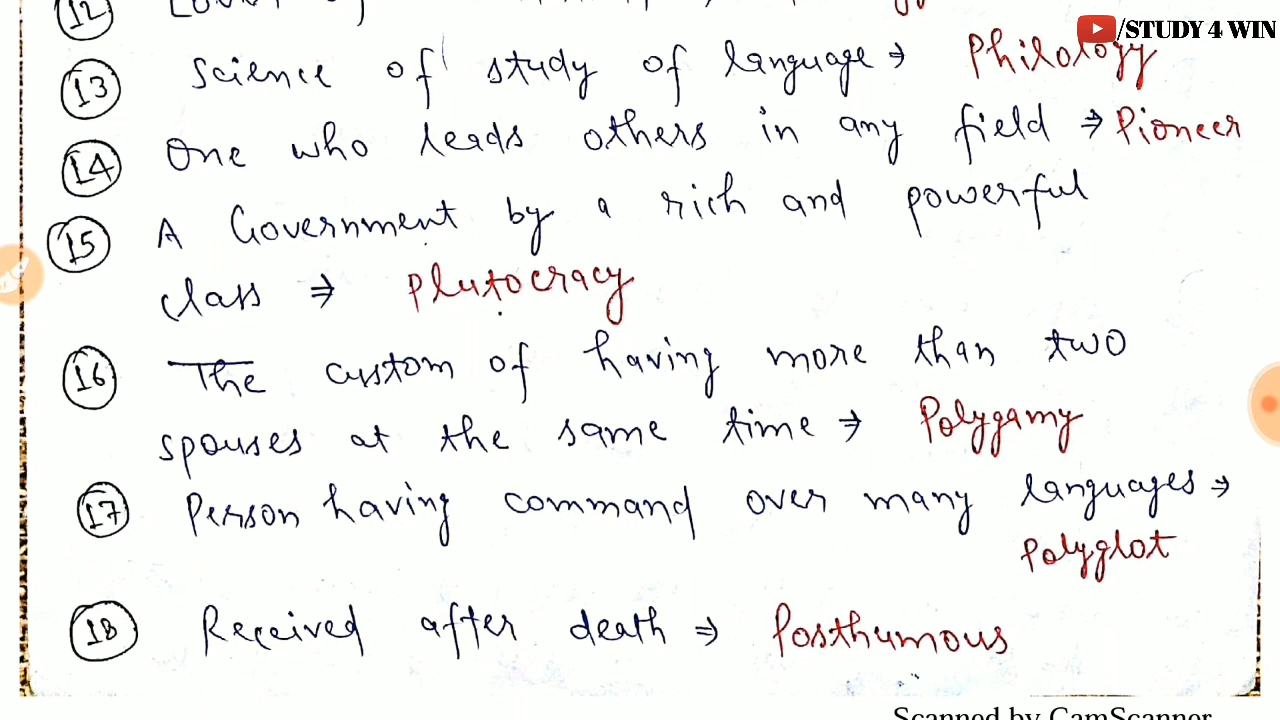 12
/STUDY 4 WIN
13 Science of study of language ⇒ Philology
14 One who leads others in any field ⇒ Pioneer
15 A Government by a rich and powerful
class ⇒ Plutocracy
16 The custom of having more than two
spouses at the same time ⇒ Polygamy
17 Person having command over many languages ⇒
Polyglot
18 Received after death ⇒ Posthumous
Scanned by CamScanner